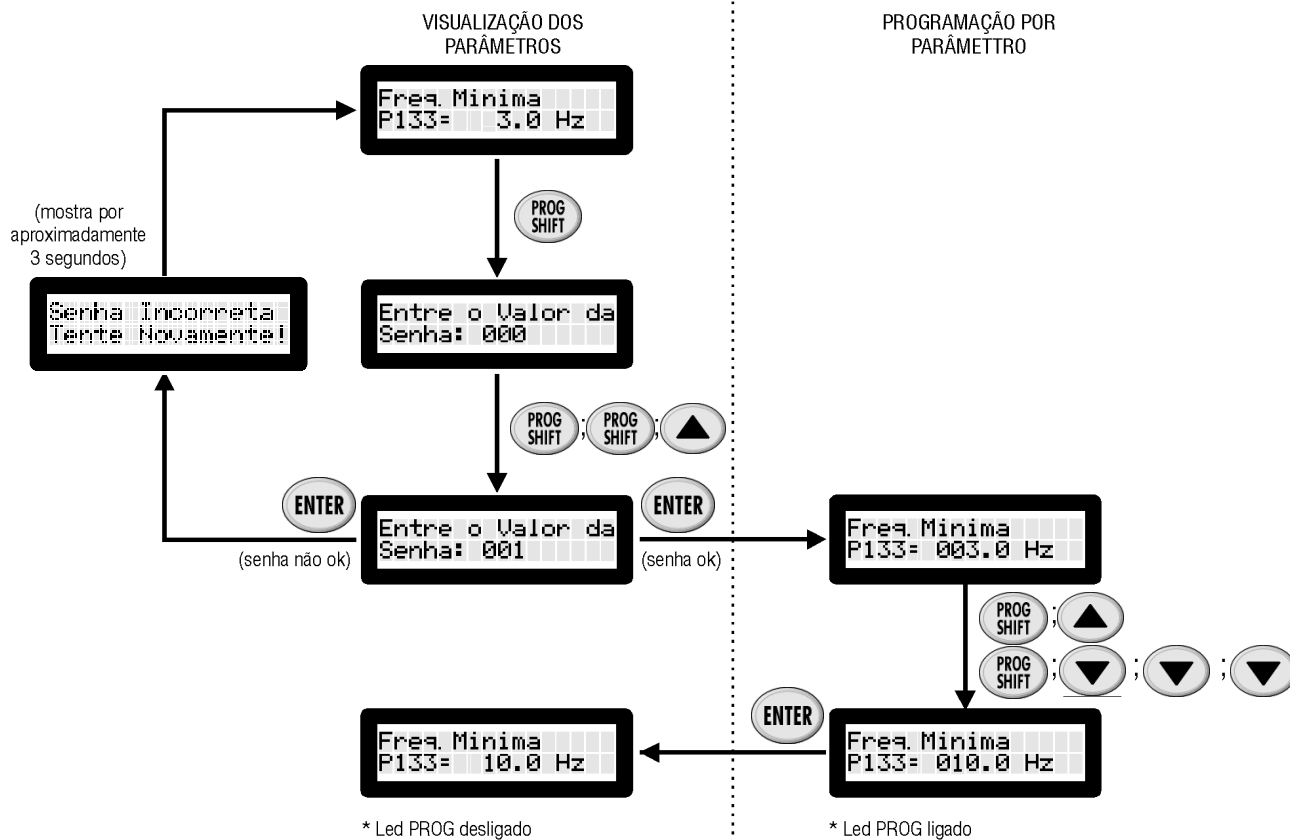 VISUALIZAÇÃO DOS
PARÂMETROS
PROGRAMAÇÃO POR
PARÂMETTRO
Freq. Minima
P133= 3.0 Hz
PROG
SHIFT
(mostra por
aproximadamente
3 segundos)
Senha Incorreta
Tente Novamente!
Entre o Valor da
Senha: 000
PROG
SHIFT
;
PROG
SHIFT
;
ENTER
(senha não ok)
Entre o Valor da
Senha: 001
ENTER
(senha ok)
Freq. Minima
P133= 003.0 Hz
PROG
SHIFT
;
PROG
SHIFT
; ; ;
ENTER
Freq. Minima
P133= 10.0 Hz
Freq. Minima
P133= 010.0 Hz
* Led PROG desligado
* Led PROG ligado